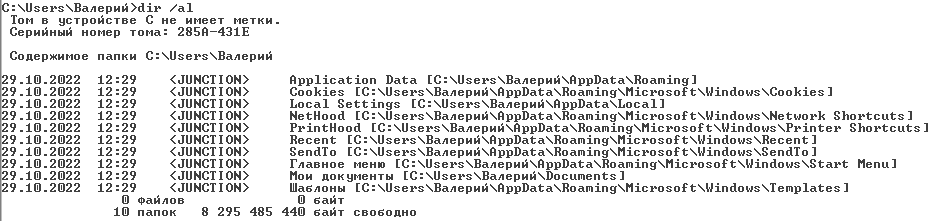 C:\Users\Валерий>dir /al
Том в устройстве C не имеет метки.
Серийный номер тома: 285A-431E
Содержимое папки C:\Users\Валерий
29.10.2022 12:29 <JUNCTION> Application Data [C:\Users\Валерий\AppData\Roaming]
29.10.2022 12:29 <JUNCTION> Cookies [C:\Users\Валерий\AppData\Roaming\Microsoft\Windows\Cookies]
29.10.2022 12:29 <JUNCTION> Local Settings [C:\Users\Валерий\AppData\Local]
29.10.2022 12:29 <JUNCTION> NetHood [C:\Users\Валерий\AppData\Roaming\Microsoft\Windows\Network Shortcuts]
29.10.2022 12:29 <JUNCTION> PrintHood [C:\Users\Валерий\AppData\Roaming\Microsoft\Windows\Printer Shortcuts]
29.10.2022 12:29 <JUNCTION> Recent [C:\Users\Валерий\AppData\Roaming\Microsoft\Windows\Recent]
29.10.2022 12:29 <JUNCTION> SendTo [C:\Users\Валерий\AppData\Roaming\Microsoft\Windows\SendTo]
29.10.2022 12:29 <JUNCTION> Главное меню [C:\Users\Валерий\AppData\Roaming\Microsoft\Windows\Start Menu]
29.10.2022 12:29 <JUNCTION> Мои документы [C:\Users\Валерий\Documents]
29.10.2022 12:29 <JUNCTION> Шаблоны [C:\Users\Валерий\AppData\Roaming\Microsoft\Windows\Templates]
0 файлов 0 байт
10 папок 8 295 485 440 байт свободно